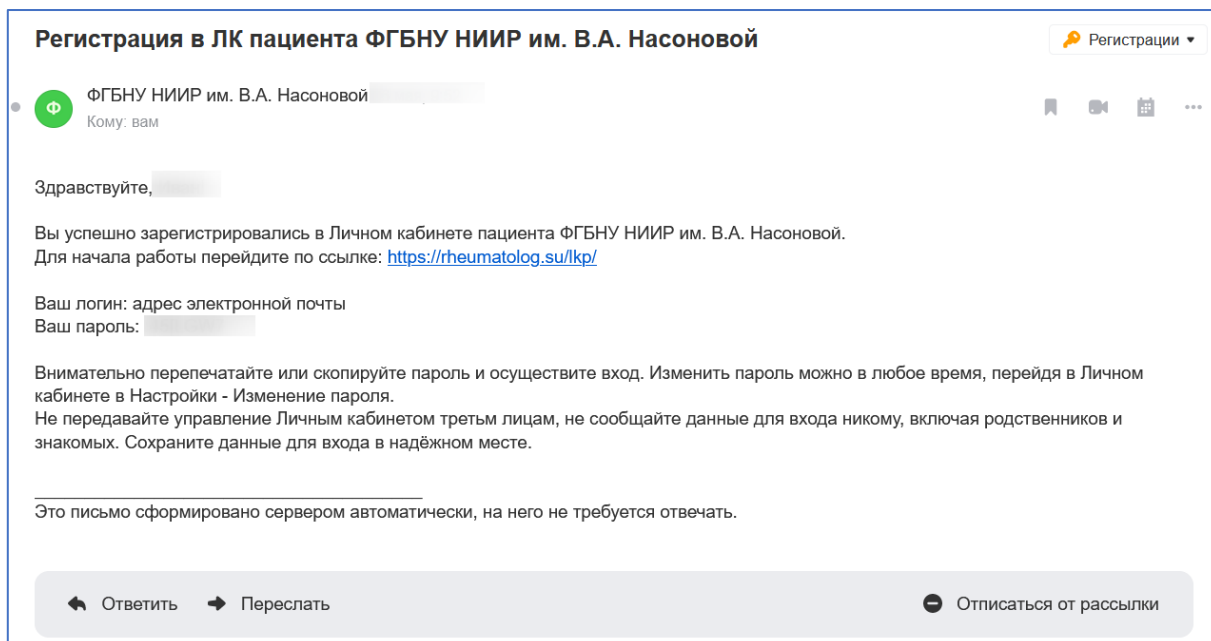 Регистрация в ЛК пациента ФГБНУ НИИР им. В.А. Насоновой
Регистрации
Ф
ФГБНУ НИИР им. В.А. Насоновой
Кому: вам
Здравствуйте,
Вы успешно зарегистрировались в Личном кабинете пациента ФГБНУ НИИР им. В.А. Насоновой.
Для начала работы перейдите по ссылке: https://rheumatolog.su/lkp/
Ваш логин: адрес электронной почты
Ваш пароль:
Внимательно перепечатайте или скопируйте пароль и осуществите вход. Изменить пароль можно в любое время, перейдя в Личном
кабинете в Настройки - Изменение пароля.
Не передавайте управление Личным кабинетом третьм лицам, не сообщайте данные для входа никому, включая родственников и
знакомых. Сохраните данные для входа в надёжном месте.
Это письмо сформировано сервером автоматически, на него не требуется отвечать.
Ответить Переслать Отписаться от рассылки